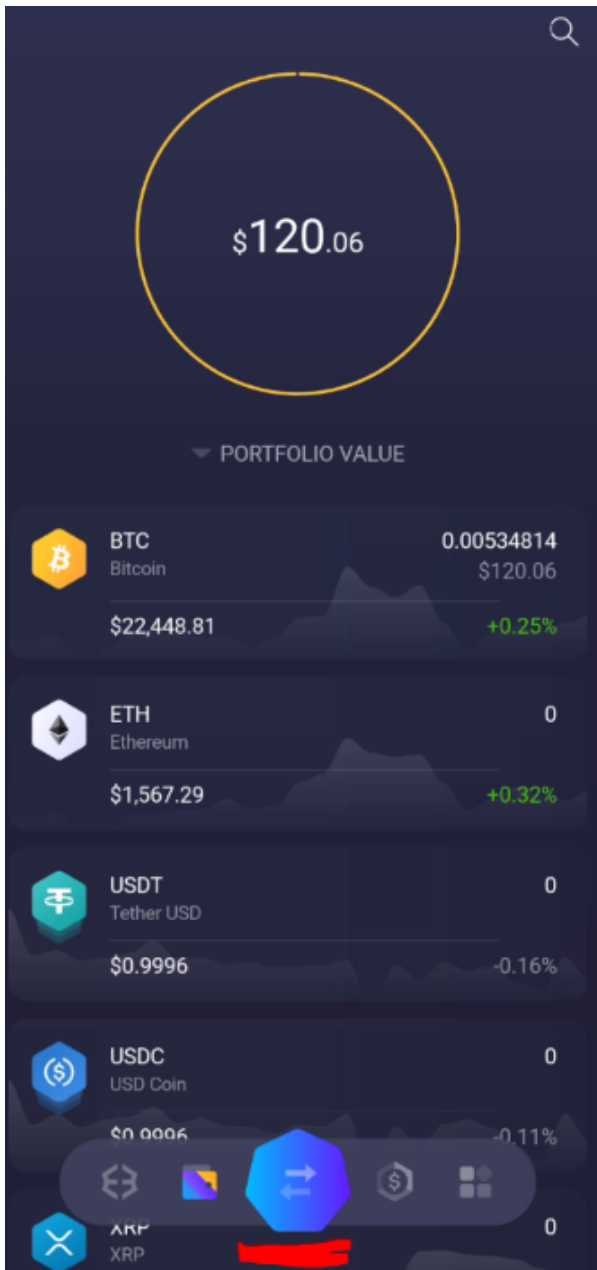 $120.06
PORTFOLIO VALUE
BTC 0.00534814
Bitcoin $120.06
$22,448.81 +0.25%
ETH 0
Ethereum
$1,567.29 +0.32%
USDT 0
Tether USD
$0.9996 -0.16%
USDC 0
USD Coin
$0.9996 -0.11%
XRP 0
XRP